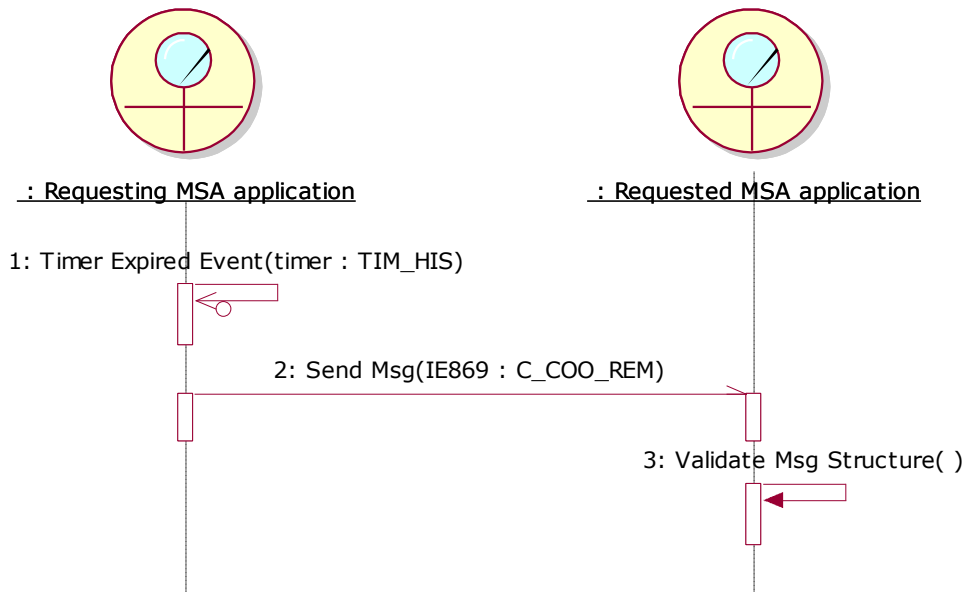 : Requesting MSA application
: Requested MSA application
1: Timer Expired Event(timer : TIM_HIS)
2: Send Msg(IE869 : C_COO_REM)
3: Validate Msg Structure( )